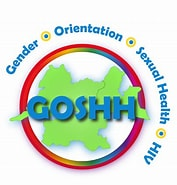 Gender • Orientation • Sexual Health • HIV
GOSHH